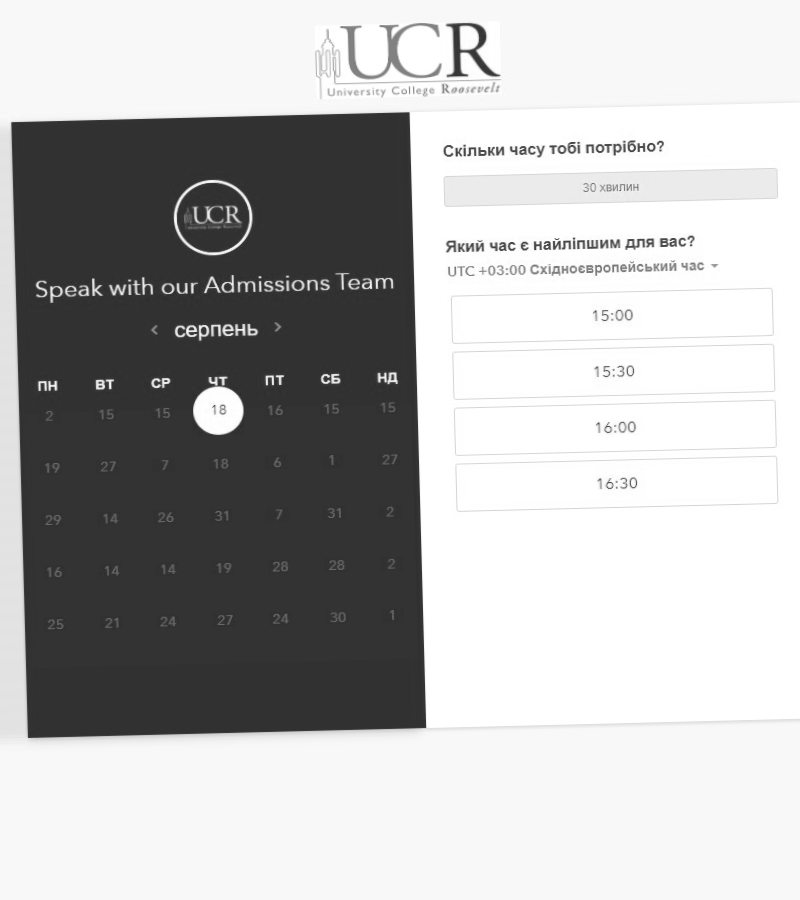 UCR
University College Roosevelt
UCR
Speak with our Admissions Team
серпень
ПН ВТ СР ЧТ ПТ СБ НД
2 15 15 18 16 15 15
19 27 7 18 6 1 27
29 14 26 31 7 31 2
16 14 14 19 28 28 2
25 21 24 27 24 30 1
Скільки часу тобі потрібно?
30 хвилин
Який час є найліпшим для вас?
UTC +03:00 Східноєвропейський час
15:00
15:30
16:00
16:30